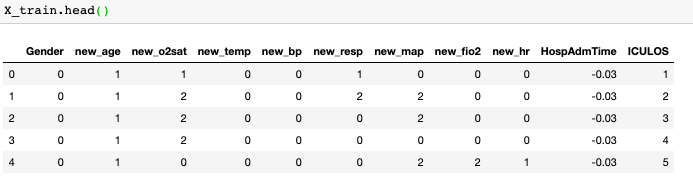 X_train.head()
Gender new_age new_o2sat new_temp new_bp new_resp new_map new_fio2 new_hr HospAdmTime ICULOS
0 0 1 1 0 0 1 0 0 0 -0.03 1
1 0 1 2 0 0 2 2 0 0 -0.03 2
2 0 1 2 0 0 0 2 0 0 -0.03 3
3 0 1 2 0 0 0 0 0 0 -0.03 4
4 0 1 0 0 0 0 2 2 1 -0.03 5